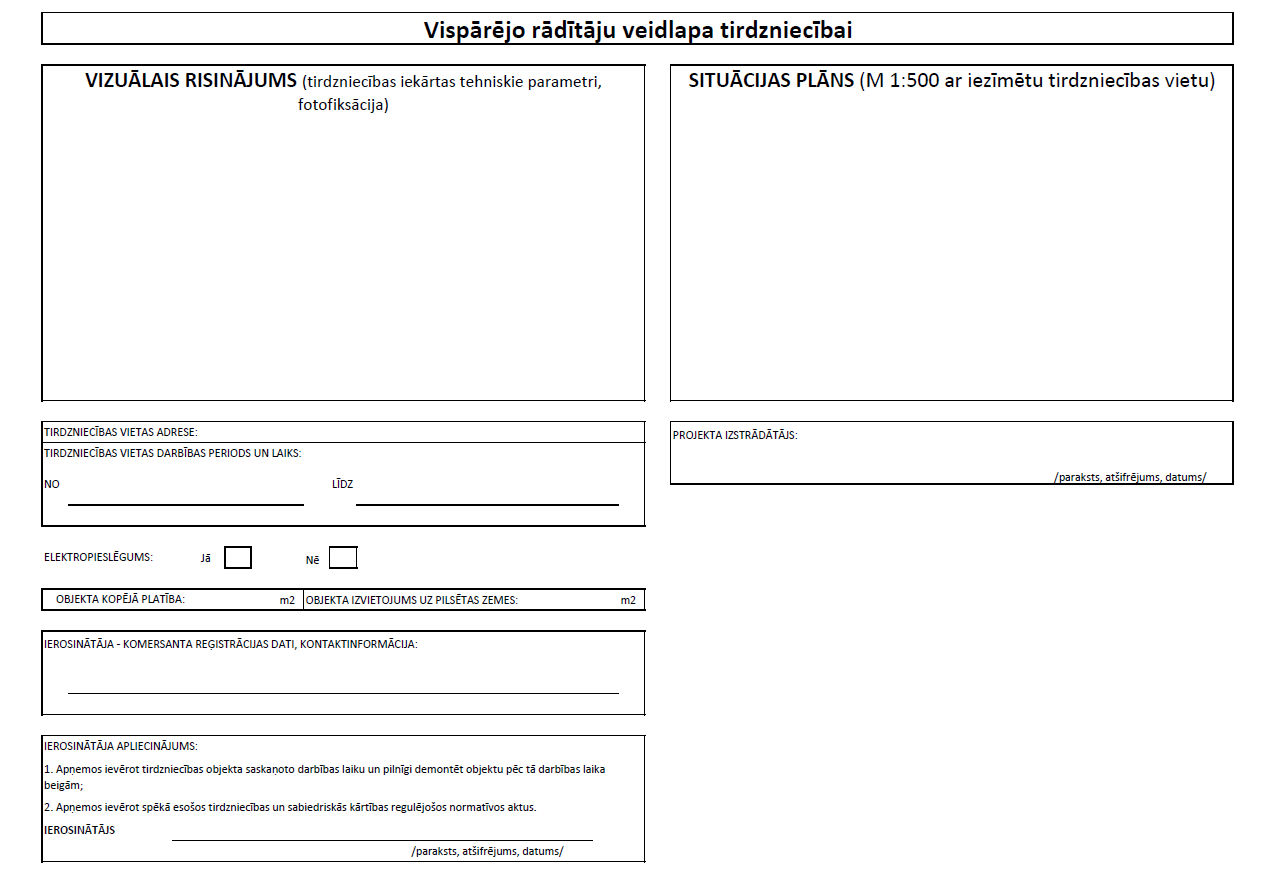 Vispārējo rādītāju veidlapa tirdzniecībai
VIZUĀLAIS RISINĀJUMS (tirdzniecības iekārtas tehniskie parametri,
fotofiksācija)
SITUĀCIJAS PLĀNS (M 1:500 ar iezīmētu tirdzniecības vietu)
TIRDZNIECĪBAS VIETAS ADRESE:
TIRDZNIECĪBAS VIETAS DARBĪBAS PERIODS UN LAIKS:
NO LĪDZ
PROJEKTA IZSTRĀDĀTĀJS:
/paraksts, atšifrējums, datums/
ELEKTROPIESLĒGUMS: Jā Nē
OBJEKTA KOPĒJĀ PLATĪBA: m2 OBJEKTA IZVIETOJUMS UZ PILSĒTAS ZEMES: m2
IEROSINĀTĀJA - KOMERSANTA REĢISTRĀCIJAS DATI, KONTAKTINFORMĀCIJA:
IEROSINĀTĀJA APLIECINĀJUMS:
1. Apņemos ievērot tirdzniecības objekta saskaņoto darbības laiku un pilnīgi demontēt objektu pēc tā darbības laika
beigām;
2. Apņemos ievērot spēkā esošos tirdzniecības un sabiedriskās kārtības regulējošos normatīvos aktus.
IEROSINĀTĀJS
/paraksts, atšifrējums, datums/